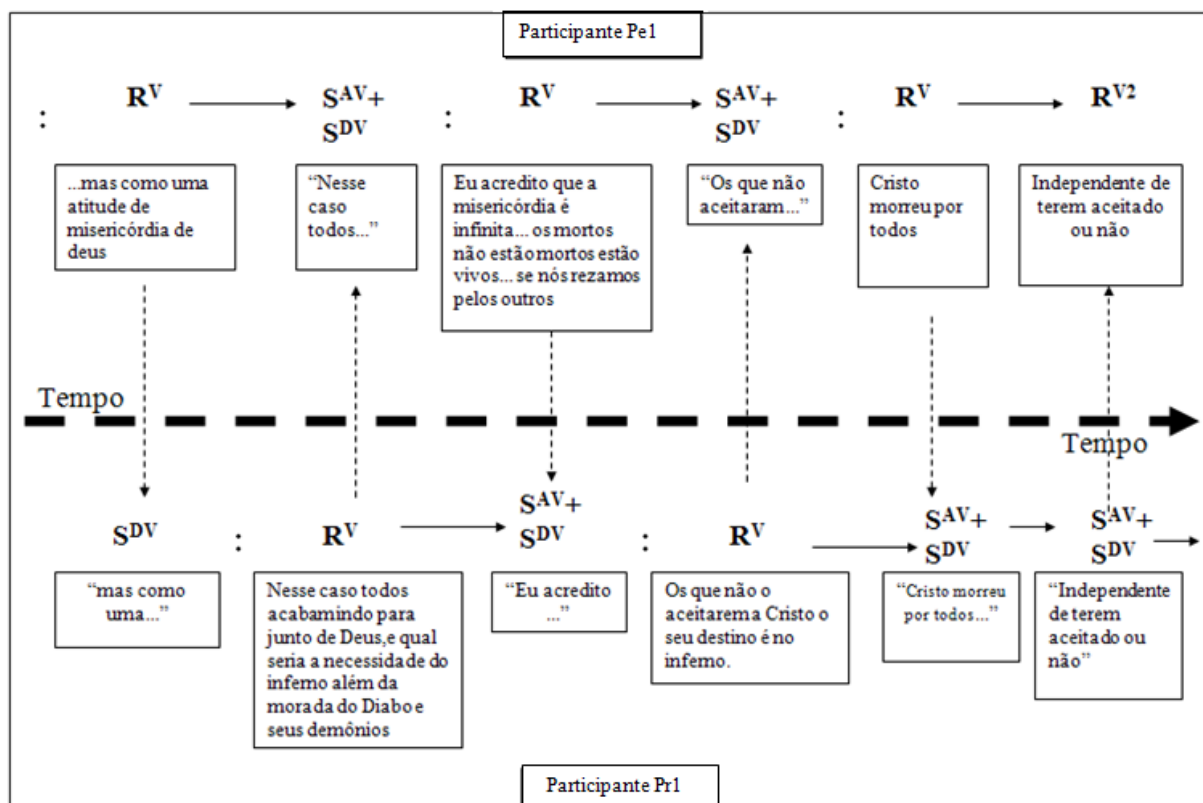 Participante Pe1
: R^V S^AV+ : R^V S^AV+ : R^V R^V2
S^DV S^DV
...mas como uma
atitude de
misericórdia de
deus
“Nesse
caso
todos...”
Eu acredito que a
misericórdia é
infinita... os mortos
não estão mortos estão
vivos... se nós rezamos
pelos outros
“Os que não
aceitaram...”
Cristo
morreu por
todos
Independente de
terem aceitado
ou não
Tempo
Tempo
S^DV : R^V S^AV+ : R^V S^AV+ S^AV+
S^DV S^DV S^DV
“mas como
uma...”
Nesse caso todos
acabamindo para
junto de Deus,e qual
seria a necessidade do
inferno além da
morada do Diabo e
seus demônios
“Eu acredito
...”
Os que não o
aceitarema Cristo o
seu destino é no
inferno.
“Cristo morreu
por todos...”
“Independente
de terem
aceitado ou
não”
Participante Pr1